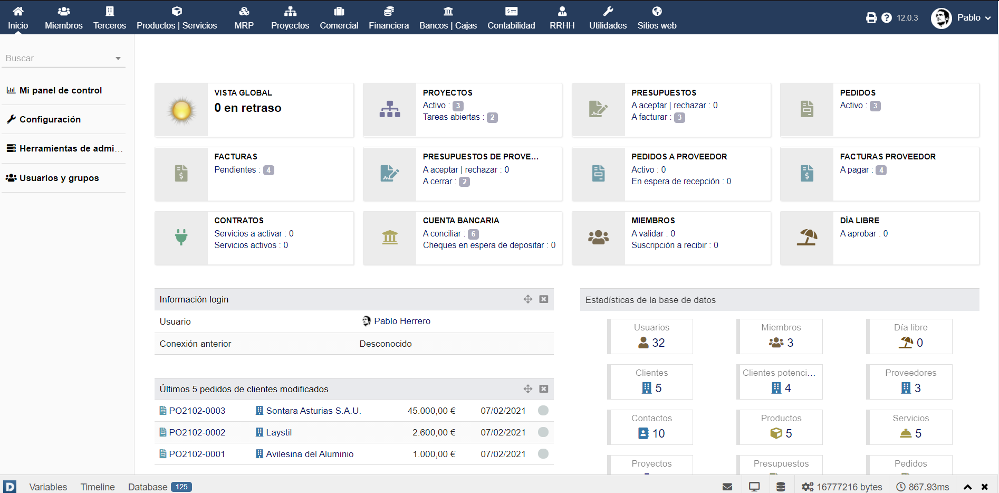 Inicio Miembros Terceros Productos | Servicios MRP Proyectos Comercial Financiera Bancos | Cajas Contabilidad RRHH Utilidades Sitios web 12.0.3 Pablo
Buscar
Mi panel de control
Configuración
Herramientas de admi...
Usuarios y grupos
VISTA GLOBAL
0 en retraso
PROYECTOS
Activo : 3
Tareas abiertas : 2
PRESUPUESTOS
A aceptar | rechazar : 0
A facturar : 3
PEDIDOS
Activo : 3
FACTURAS
Pendientes : 4
PRESUPUESTOS DE PROVE...
A aceptar | rechazar : 0
A cerrar : 2
PEDIDOS A PROVEEDOR
Activo : 0
En espera de recepción : 0
FACTURAS PROVEEDOR
A pagar : 4
CONTRATOS
Servicios a activar : 0
Servicios activos : 0
CUENTA BANCARIA
A conciliar : 6
Cheques en espera de depositar : 0
MIEMBROS
A validar : 0
Suscripción a recibir : 0
DÍA LIBRE
A aprobar : 0
Información login
Usuario Pablo Herrero
Conexión anterior Desconocido
Últimos 5 pedidos de clientes modificados
PO2102-0003 Sontara Asturias S.A.U. 45.000,00 € 07/02/2021
PO2102-0002 Laystil 2.600,00 € 07/02/2021
PO2102-0001 Avilesina del Aluminio 1.000,00 € 07/02/2021
Estadísticas de la base de datos
Usuarios
32
Miembros
3
Día libre
0
Clientes
5
Clientes potenci...
4
Proveedores
3
Contactos
10
Productos
5
Servicios
5
Proyectos
Presupuestos
Pedidos
D Variables Timeline Database 125 16777216 bytes 867.93ms